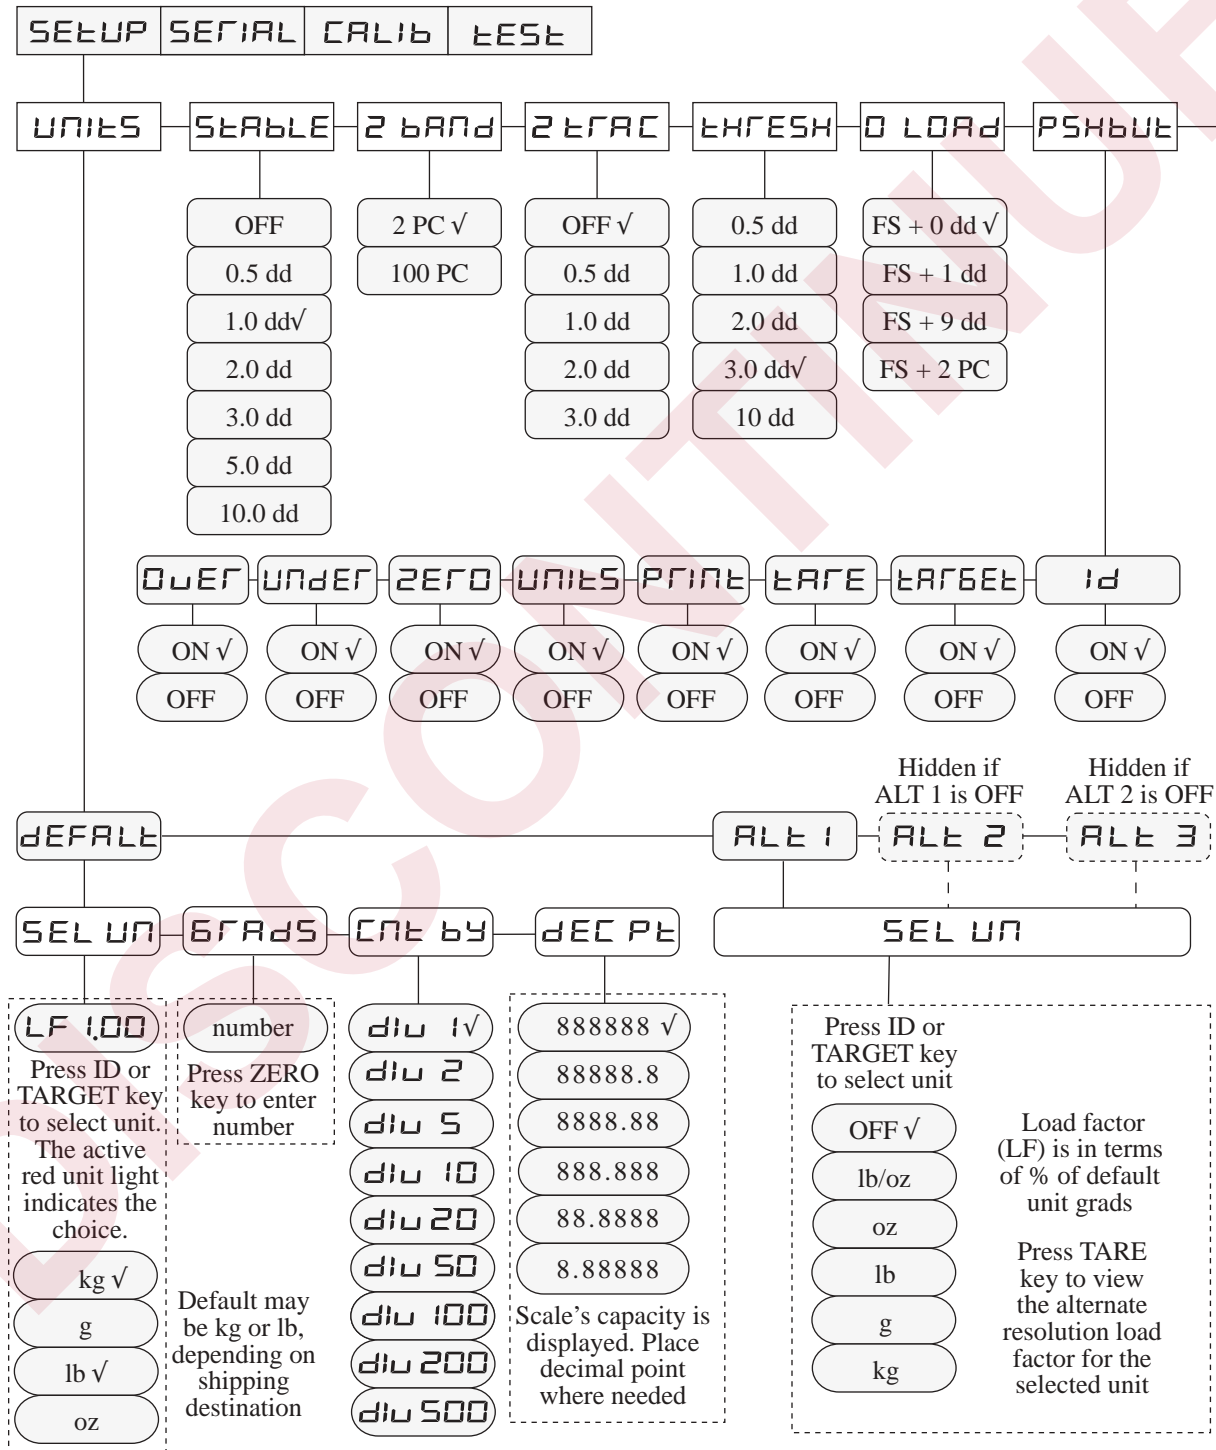 SEtUP SErIAL CALIb tESt
UnItS StAbLE 2 bAnd 2 trAC tHrESH 0 LOAd PSHbUt
OFF 2 PC √ OFF √ 0.5 dd FS + 0 dd √
0.5 dd 100 PC 0.5 dd 1.0 dd FS + 1 dd
1.0 dd√ 1.0 dd 2.0 dd FS + 9 dd
2.0 dd 2.0 dd 3.0 dd√ FS + 2 PC
3.0 dd 3.0 dd 10 dd
5.0 dd
10.0 dd
OuEr UndEr ZErO UnItS PrInt tArE tArGEt Id
ON √ ON √ ON √ ON √ ON √ ON √ ON √ ON √
OFF OFF OFF OFF OFF OFF OFF OFF
Hidden if
ALT 1 is OFF
Hidden if
ALT 2 is OFF
dEFALt ALt 1 ALt 2 ALt 3
SEL Un GrAdS Cnt by dEC Pt SEL Un
LF 1.00
Press ID or
TARGET key
to select unit.
The active
red unit light
indicates the
choice.
kg √
g
lb √
oz
number
Press ZERO
key to enter
number
Default may
be kg or lb,
depending on
shipping
destination
dIu 1√
dIu 2
dIu 5
dIu 10
dIu 20
dIu 50
dIu 100
dIu 200
dIu 500
888888 √
88888.8
8888.88
888.888
88.8888
8.88888
Scale's capacity is
displayed. Place
decimal point
where needed
Press ID or
TARGET key
to select unit
OFF √
lb/oz
oz
lb
g
kg
Load factor
(LF) is in terms
of % of default
unit grads
Press TARE
key to view
the alternate
resolution load
factor for the
selected unit
DISCONTINUE